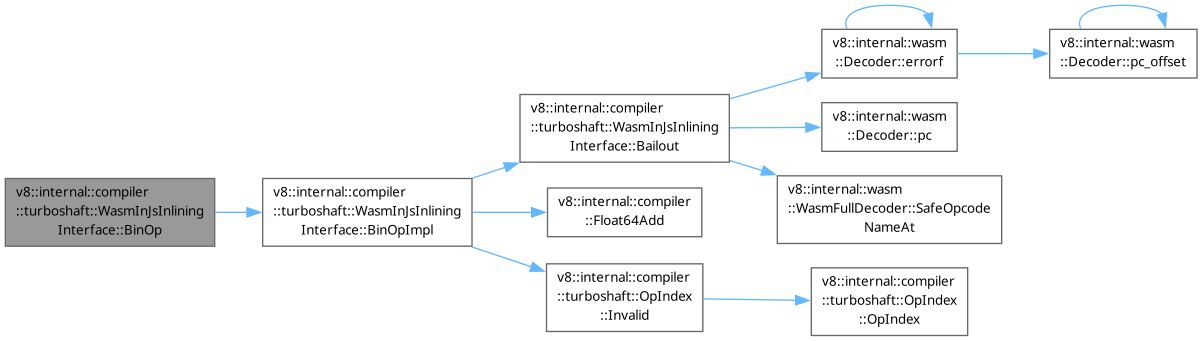 v8::internal::compiler
::turboshaft::WasmInJsInlining
Interface::BinOp
v8::internal::compiler
::turboshaft::WasmInJsInlining
Interface::BinOpImpl
v8::internal::compiler
::turboshaft::WasmInJsInlining
Interface::Bailout
v8::internal::wasm
::Decoder::errorf
v8::internal::wasm
::Decoder::pc_offset
v8::internal::wasm
::Decoder::pc
v8::internal::wasm
::WasmFullDecoder::SafeOpcode
NameAt
v8::internal::compiler
::Float64Add
v8::internal::compiler
::turboshaft::OpIndex
::Invalid
v8::internal::compiler
::turboshaft::OpIndex
::OpIndex